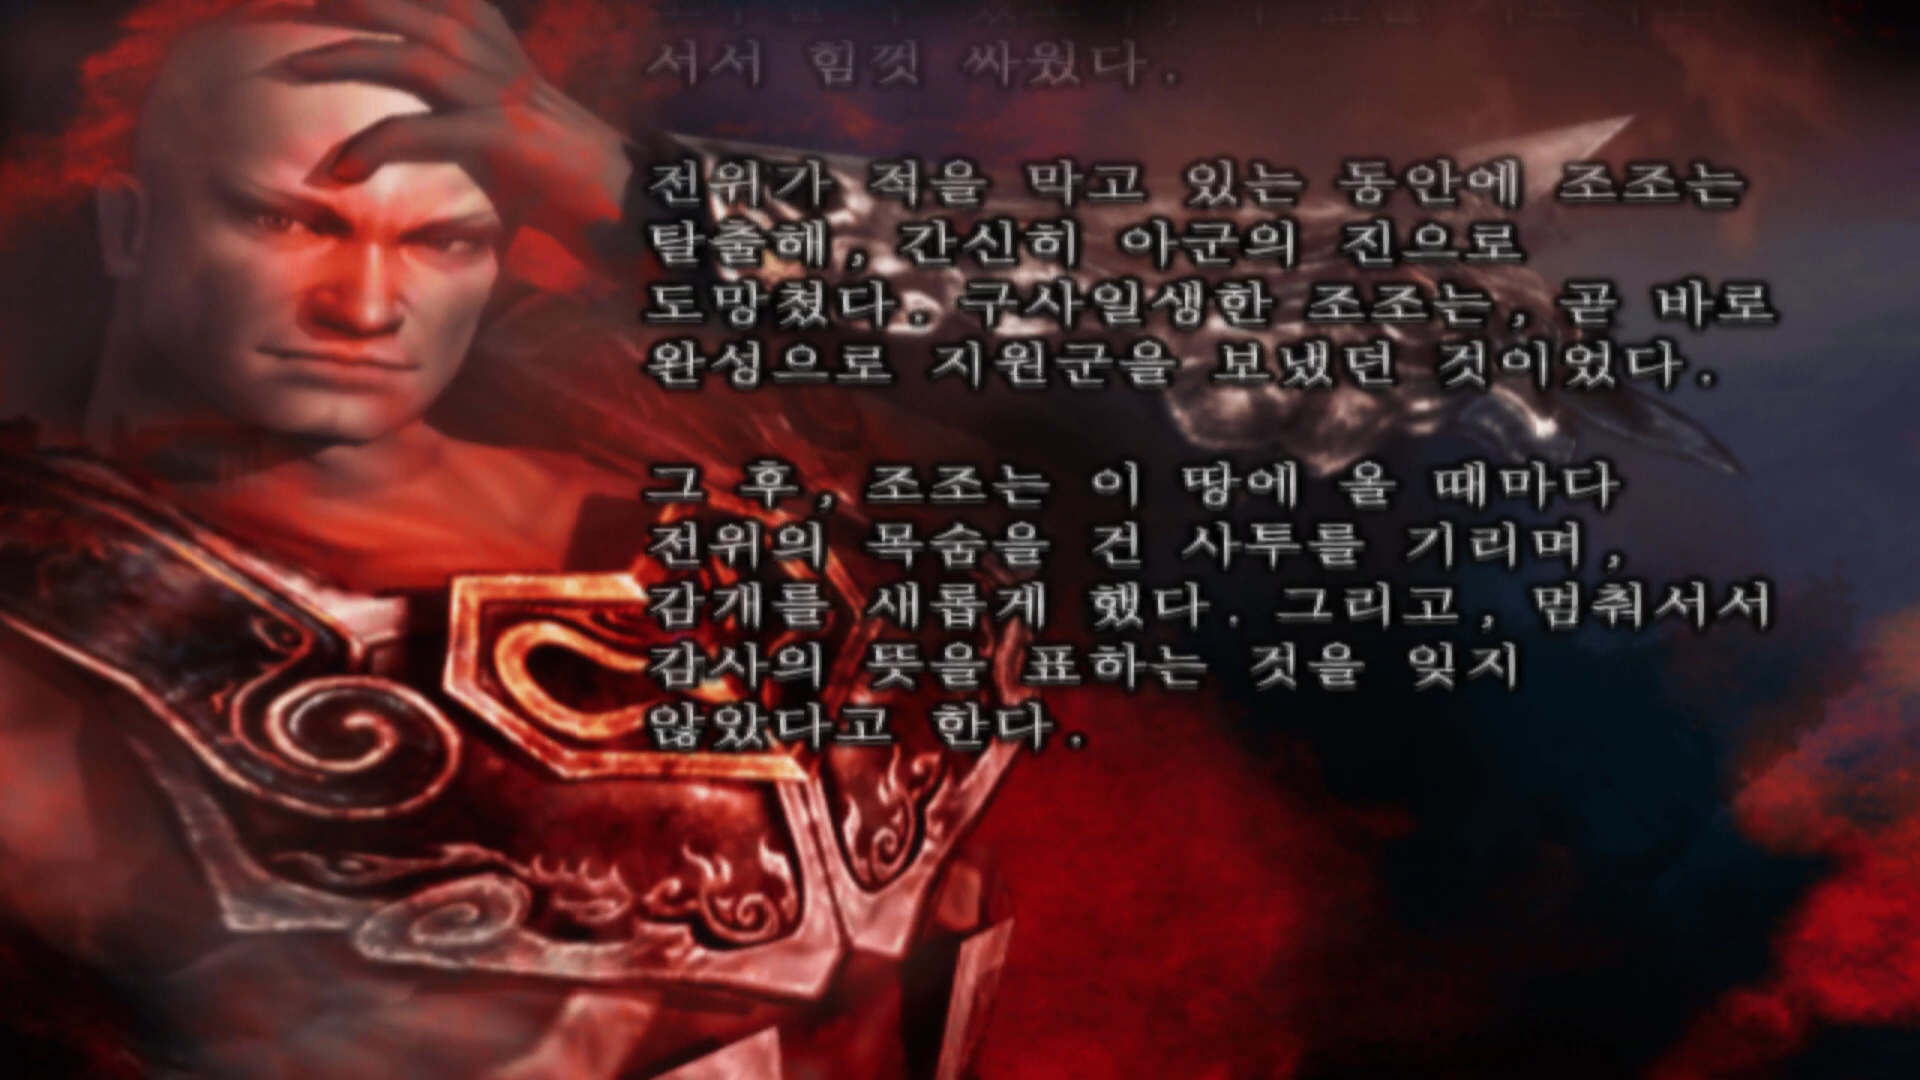 서서 힘껏 싸웠다.
전위가 적을 막고 있는 동안에 조조는
탈출해, 간신히 아군의 진으로
도망쳤다. 구사일생한 조조는, 곧 바로
완성으로 지원군을 보냈던 것이었다.
그 후, 조조는 이 땅에 올 때마다
전위의 목숨을 건 사투를 기리며,
감개를 새롭게 했다. 그리고, 멈춰서서
감사의 뜻을 표하는 것을 잊지
않았다고 한다.